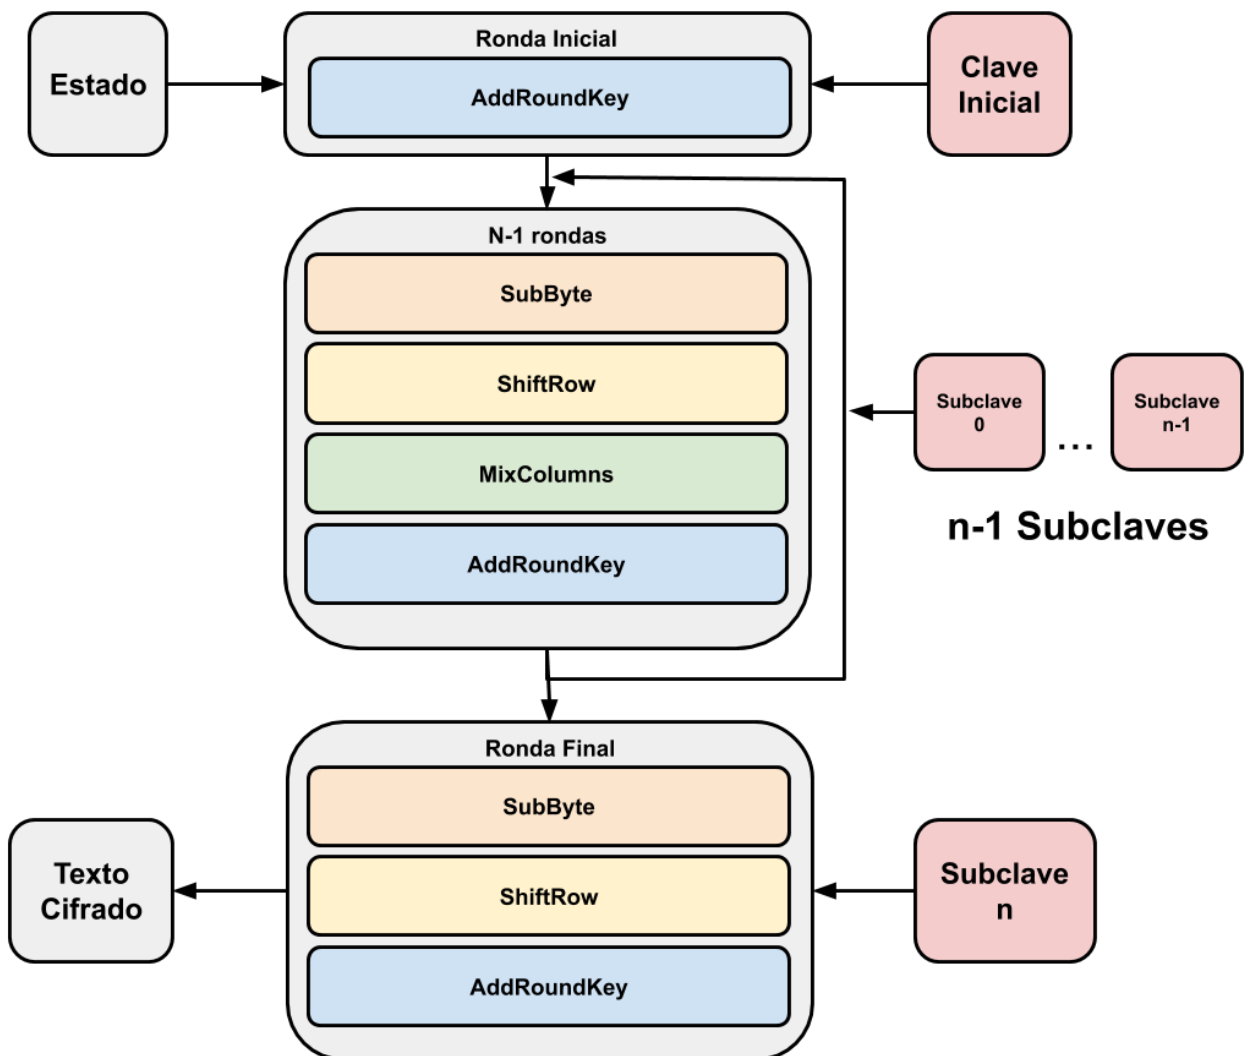 Estado
Ronda Inicial
AddRoundKey
Clave
Inicial
N-1 rondas
SubByte
ShiftRow
MixColumns
AddRoundKey
Subclave
0
...
Subclave
n-1
n-1 Subclaves
Ronda Final
SubByte
ShiftRow
AddRoundKey
Texto
Cifrado
Subclave
n